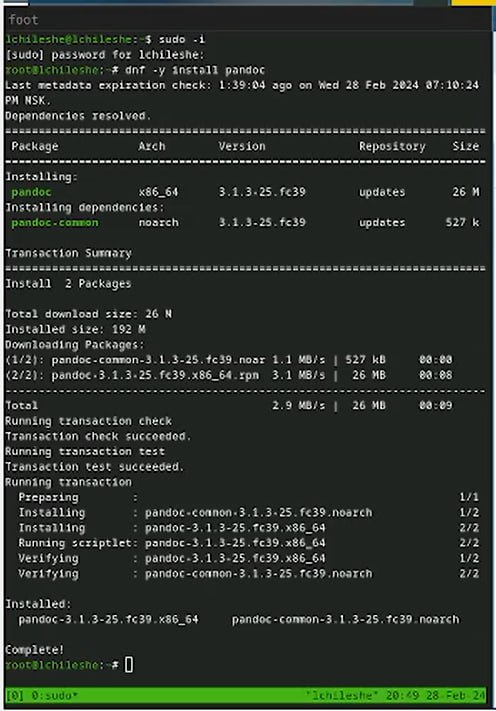 foot
lchileshe@lchileshe:~$ sudo -i
[sudo] password for lchileshe:
root@lchileshe:~# dnf -y install pandoc
Last metadata expiration check: 1:39:04 ago on Wed 28 Feb 2024 07:10:24
PM MSK.
Dependencies resolved.
Package Arch Version Repository Size
Installing:
pandoc x86_64 3.1.3-25.fc39 updates 26 M
Installing dependencies:
pandoc-common noarch 3.1.3-25.fc39 updates 527 k
Transaction Summary
Install 2 Packages
Total download size: 26 M
Installed size: 192 M
Downloading Packages:
(1/2): pandoc-common-3.1.3-25.fc39.noar 1.1 MB/s | 527 kB 00:00
(2/2): pandoc-3.1.3-25.fc39.x86_64.rpm 3.1 MB/s | 26 MB 00:08
Total 2.9 MB/s | 26 MB 00:09
Running transaction check
Transaction check succeeded.
Running transaction test
Transaction test succeeded.
Running transaction
Preparing : 1/1
Installing : pandoc-common-3.1.3-25.fc39.noarch 1/2
Installing : pandoc-3.1.3-25.fc39.x86_64 2/2
Running scriptlet: pandoc-3.1.3-25.fc39.x86_64 2/2
Verifying : pandoc-3.1.3-25.fc39.x86_64 1/2
Verifying : pandoc-common-3.1.3-25.fc39.noarch 2/2
Installed:
pandoc-3.1.3-25.fc39.x86_64 pandoc-common-3.1.3-25.fc39.noarch
Complete!
root@lchileshe:~#
[0] 0:sudo* "lchileshe" 20:49 28-Feb-24